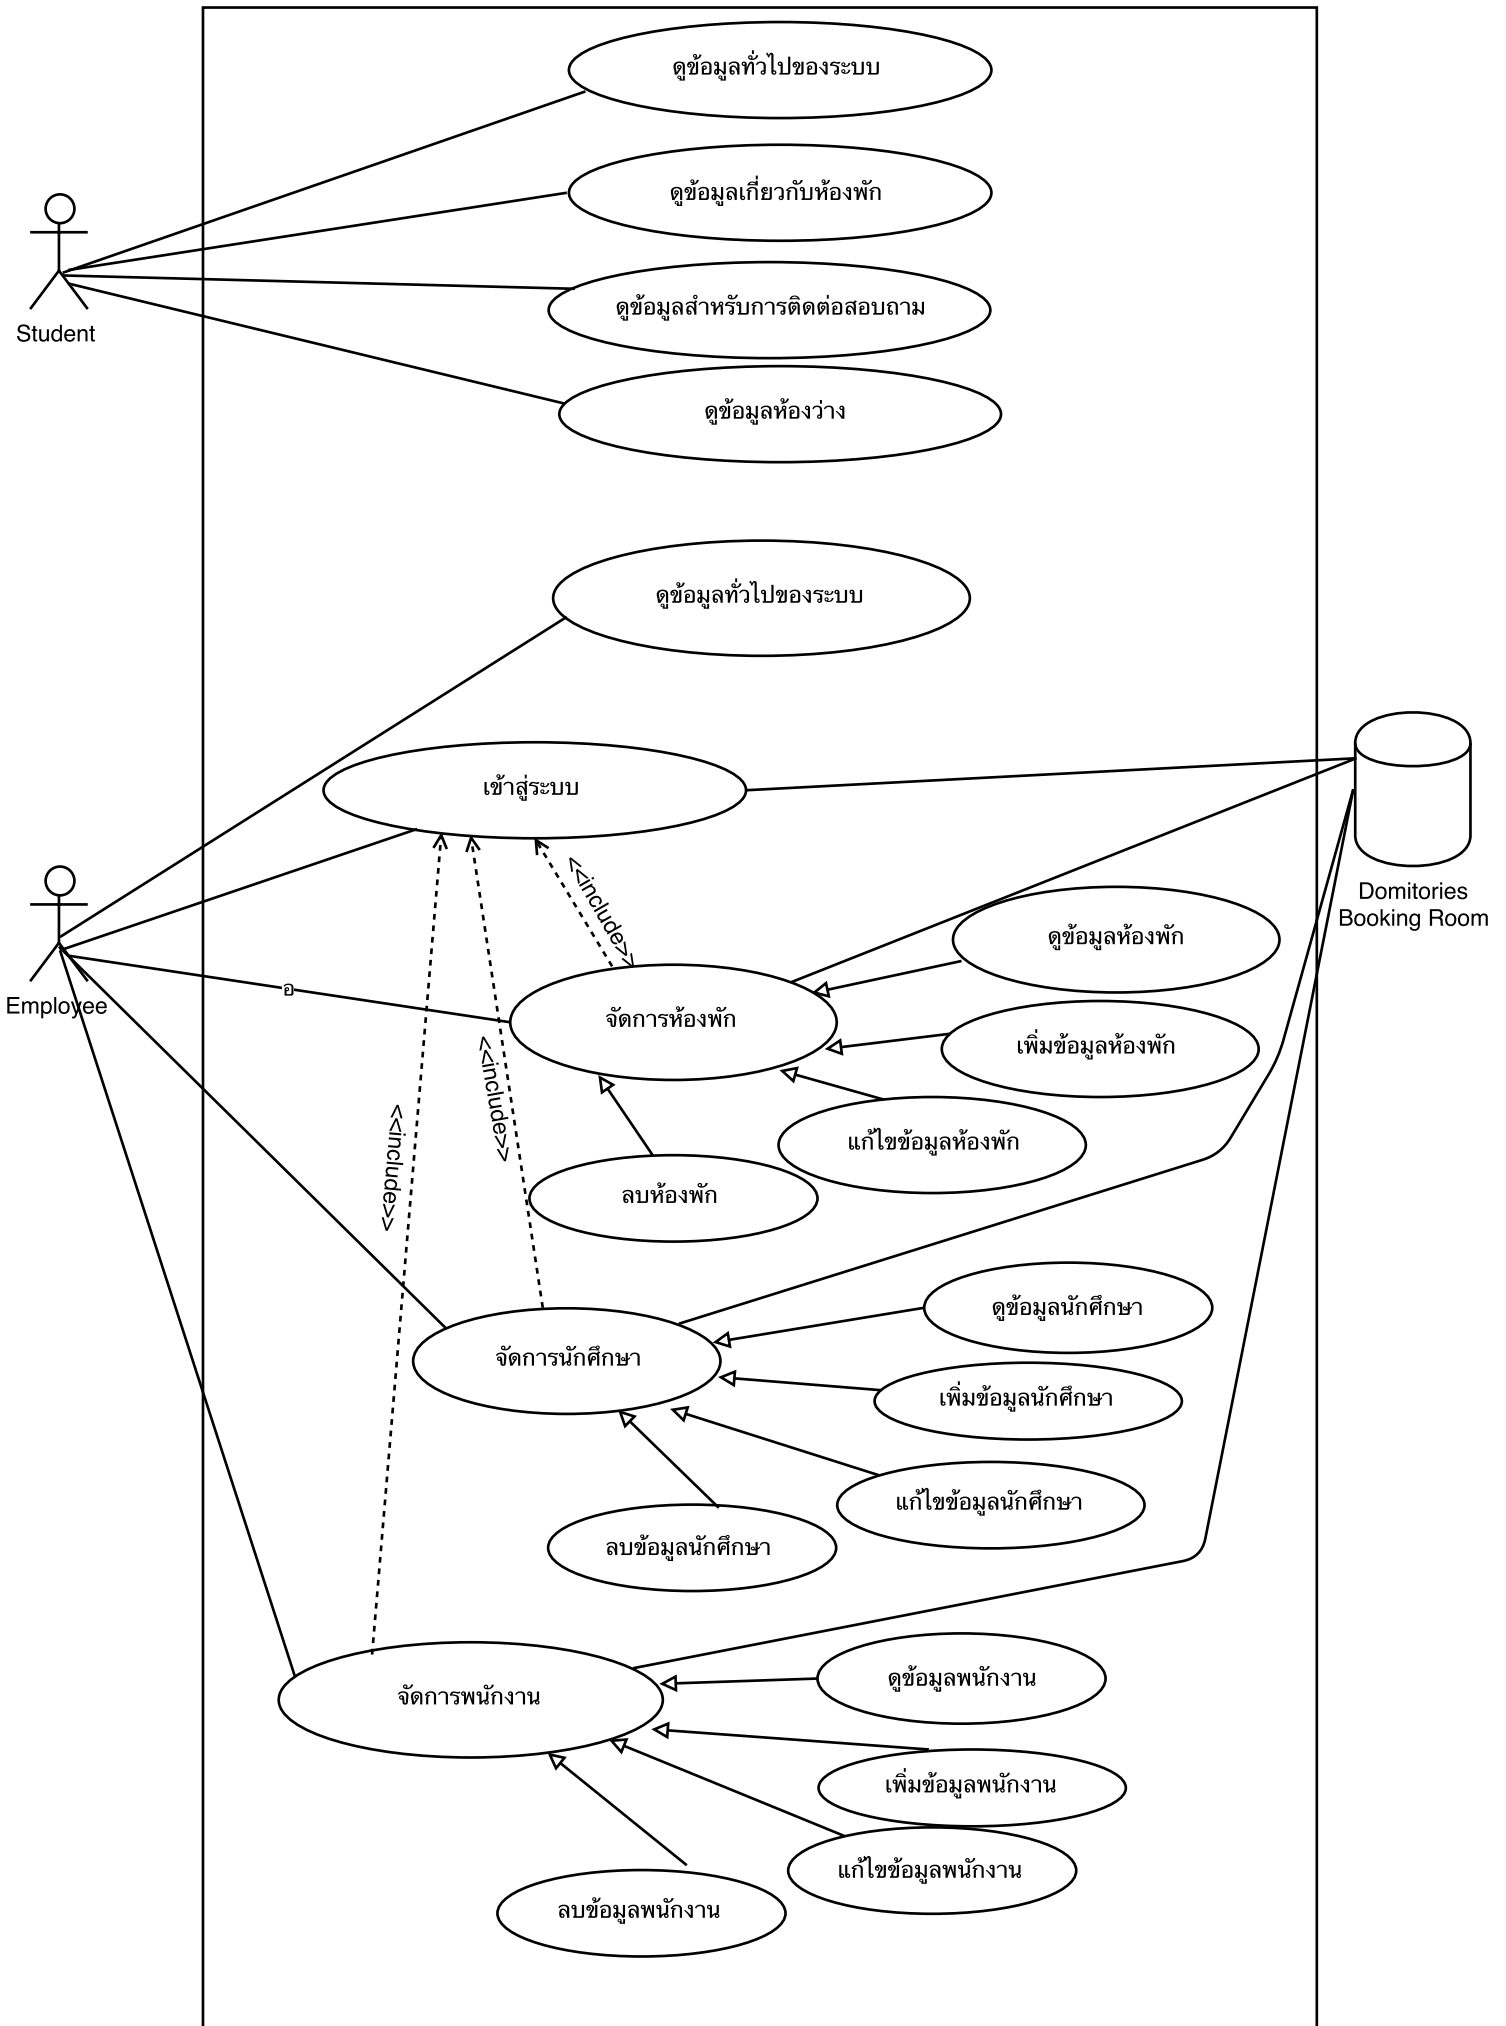 ดูข้อมูลทั่วไปของระบบ
ดูข้อมูลเกี่ยวกับห้องพัก
ดูข้อมูลสำหรับการติดต่อสอบถาม
Student
ดูข้อมูลห้องว่าง
ดูข้อมูลทั่วไปของระบบ
เข้าสู่ระบบ
<<include>>
Domitories
Booking Room
ดูข้อมูลห้องพัก
อ
Employee
จัดการห้องพัก
เพิ่มข้อมูลห้องพัก
<<include>>
แก้ไขข้อมูลห้องพัก
<<include>>
ลบห้องพัก
ดูข้อมูลนักศึกษา
จัดการนักศึกษา
เพิ่มข้อมูลนักศึกษา
แก้ไขข้อมูลนักศึกษา
ลบข้อมูลนักศึกษา
ดูข้อมูลพนักงาน
จัดการพนักงาน
เพิ่มข้อมูลพนักงาน
แก้ไขข้อมูลพนักงาน
ลบข้อมูลพนักงาน